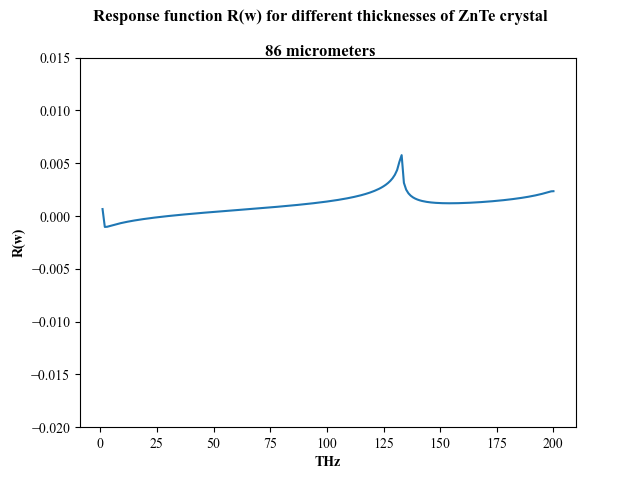 Response function R(w) for different thicknesses of ZnTe crystal
86 micrometers
0.015
0.010
0.005
0.000
−0.005
−0.010
−0.015
−0.020
R(w)
0 25 50 75 100 125 150 175 200
THz